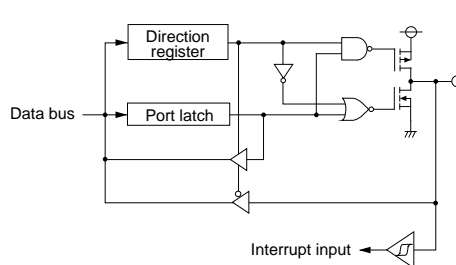 Direction
register
Data bus
Port latch
Interrupt input